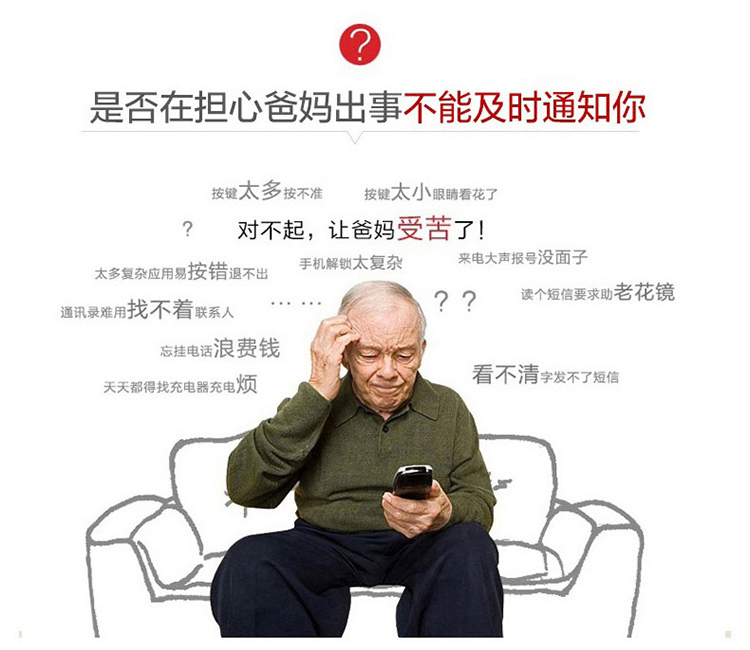 ?
是否在担心爸妈出事不能及时通知你
按键太多按不准
按键太小眼睛看花了
?
对不起，让爸妈受苦了！
手机解锁太复杂
来电大声报号没面子
太多复杂应用易按错退不出
通讯录难用找不着联系人
……
? ?
读个短信要求助老花镜
忘挂电话浪费钱
天天都得找充电器充电烦
看不清字发不了短信